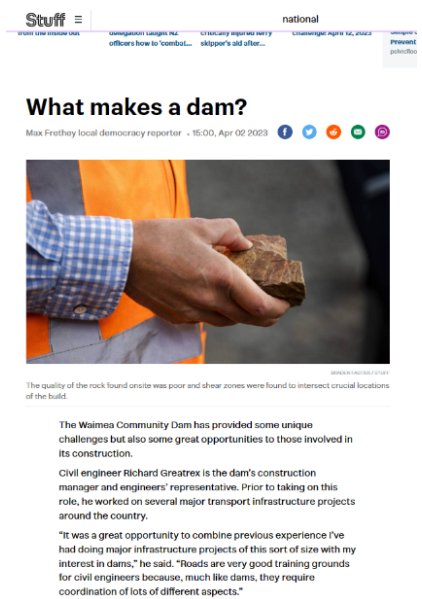 Stuff
national
from the inside out
delegation taught NZ
critically injured ferry
challenge: April 12, 2023
officers how to 'combat...
skipper's aid after...
Prevent
What makes a dam?
Max Frethey local democracy reporter • 15:00, Apr 02 2023
The quality of the rock found onsite was poor and shear zones were found to intersect crucial locations
of the build.
The Waimea Community Dam has provided some unique
challenges but also some great opportunities to those involved in
its construction.
Civil engineer Richard Greatrex is the dam's construction
manager and engineers' representative. Prior to taking on this
role, he worked on several major transport infrastructure projects
around the country.
"It was a great opportunity to combine previous experience I've
had doing major infrastructure projects of this sort of size with my
interest in dams," he said. "Roads are very good training grounds
for civil engineers because, much like dams, they require
coordination of lots of different aspects."